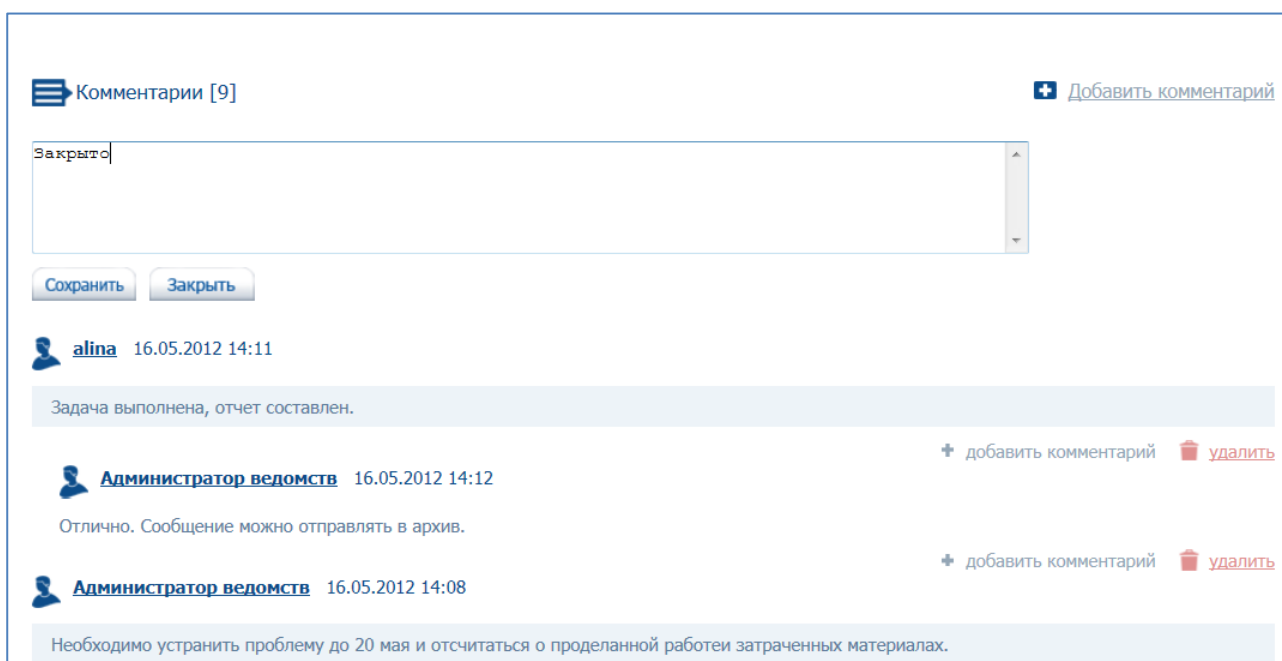 Комментарии [9]
Добавить комментарий
Закрыто
Сохранить Закрыть
alina 16.05.2012 14:11
Задача выполнена, отчет составлен.
добавить комментарий удалить
Администратор ведомств 16.05.2012 14:12
Отлично. Сообщение можно отправлять в архив.
добавить комментарий удалить
Администратор ведомств 16.05.2012 14:08
Необходимо устранить проблему до 20 мая и отсчитаться о проделанной работеи затраченных материалах.